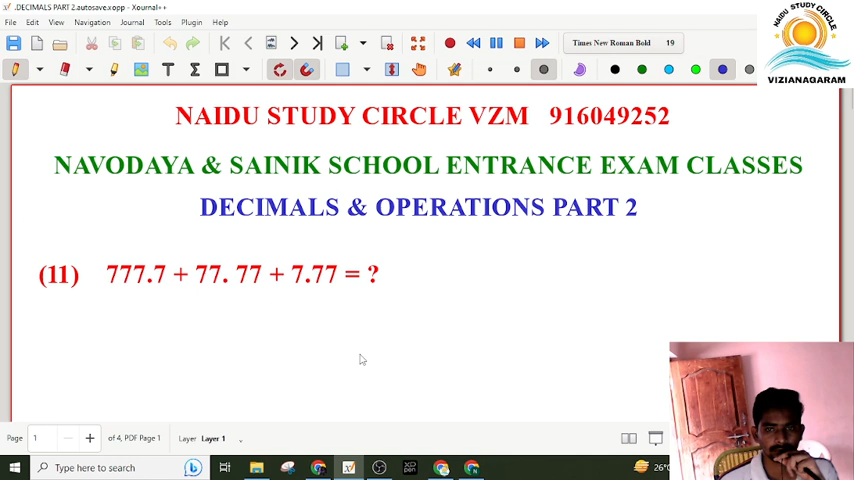 .DECIMALS PART 2.autosave.xopp - Xournal++
File Edit View Navigation Journal Tools Plugin Help
Times New Roman Bold 19
NAIDU STUDY CIRCLE
VIZIANAGARAM
NAIDU STUDY CIRCLE VZM 916049252
NAVODAYA & SAINIK SCHOOL ENTRANCE EXAM CLASSES
DECIMALS & OPERATIONS PART 2
(11) 777.7 + 77. 77 + 7.77 = ?
Page 1 of 4, PDF Page 1 Layer Layer 1
Type here to search
26°